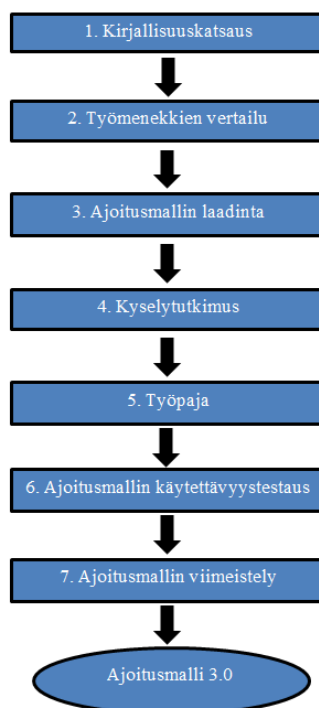 1. Kirjallisuuskatsaus
2. Työmenekkien vertailu
3. Ajoitusmallin laadinta
4. Kyselytutkimus
5. Työpaja
6. Ajoitusmallin käytettävyystestaus
7. Ajoitusmallin viimeistely
Ajoitusmalli 3.0